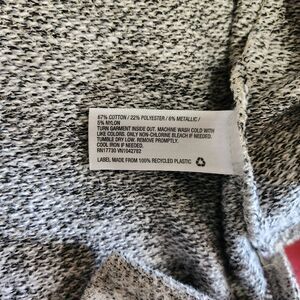 67% COTTON / 22% POLYESTER / 6% METALLIC /
5% NYLON
TURN GARMENT INSIDE OUT. MACHINE WASH COLD WITH
LIKE COLORS. ONLY NON-CHLORINE BLEACH IF NEEDED.
TUMBLE DRY LOW. REMOVE PROMPTLY.
COOL IRON IF NEEDED.
RN17730 VN1042702
LABEL MADE FROM 100% RECYCLED PLASTIC